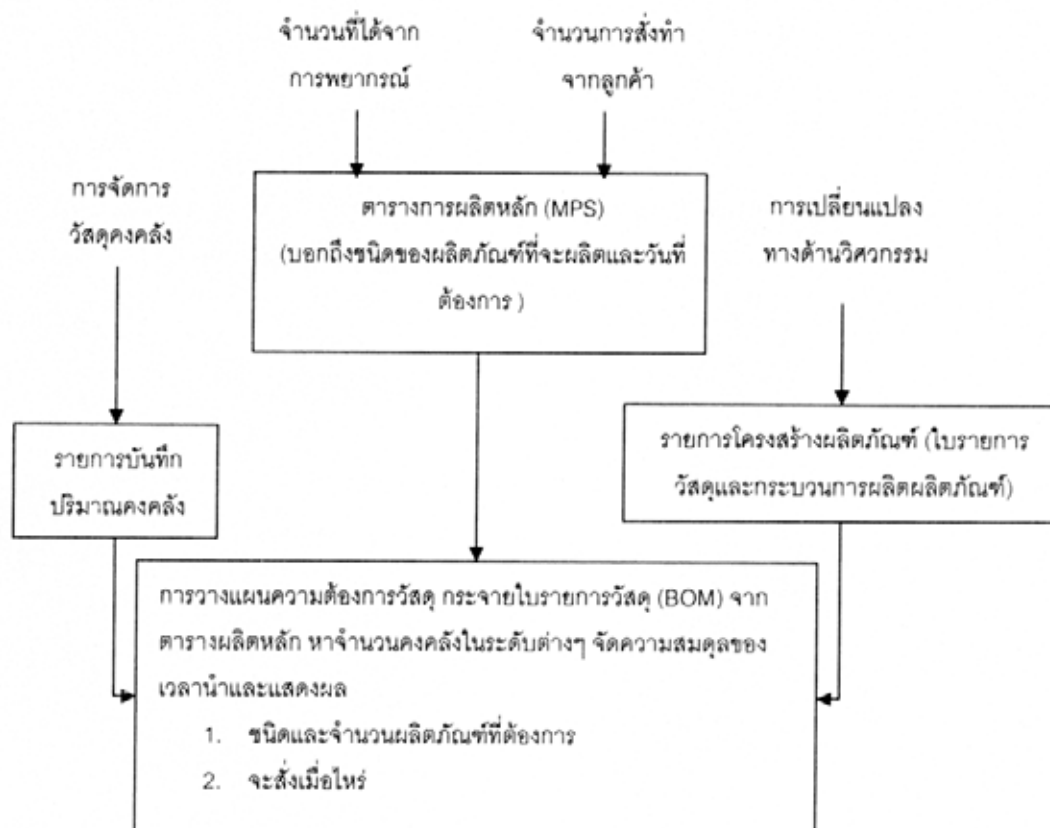 จำนวนที่ได้จาก
การพยากรณ์
จำนวนการสั่งทำ
จากลูกค้า
การจัดการ
วัสดุคงคลัง
ตารางการผลิตหลัก (MPS)
(บอกถึงชนิดของผลิตภัณฑ์ที่จะผลิตและวันที่
ต้องการ )
การเปลี่ยนแปลง
ทางด้านวิศวกรรม
รายการบันทึก
ปริมาณคงคลัง
รายการโครงสร้างผลิตภัณฑ์ (ใบรายการ
วัสดุและกระบวนการผลิตผลิตภัณฑ์)
การวางแผนความต้องการวัสดุ กระจายใบรายการวัสดุ (BOM) จาก
ตารางผลิตหลัก หาจำนวนคงคลังในระดับต่างๆ จัดความสมดุลของ
เวลานำและแสดงผล
1. ชนิดและจำนวนผลิตภัณฑ์ที่ต้องการ
2. จะสั่งเมื่อไหร่